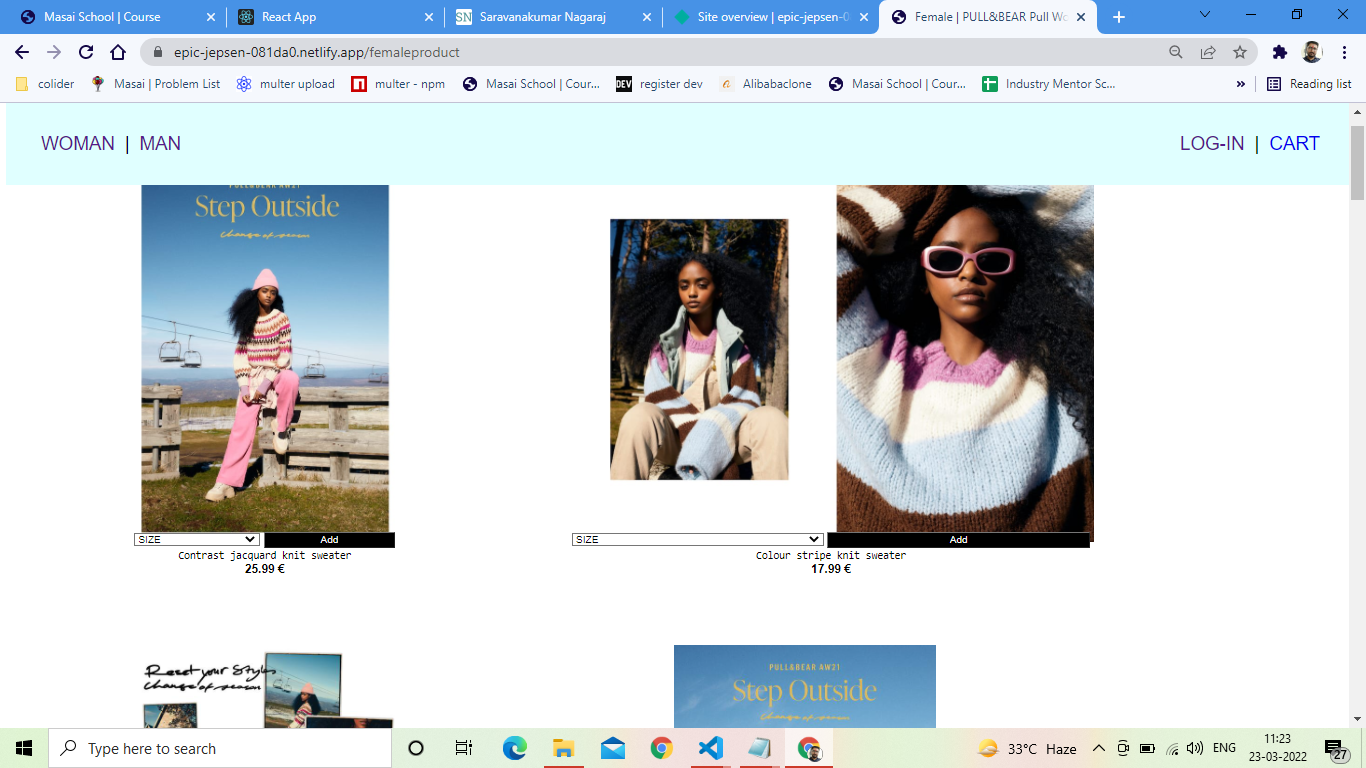 Masai School | Course
React App
SN Saravanakumar Nagaraj
Site overview | epic-jepsen-0
Female | PULL&BEAR Pull Wo
epic-jepsen-081da0.netlify.app/femaleproduct
colider
Masai | Problem List
multer upload
multer - npm
Masai School | Cour...
DEV register dev
Alibabaclone
Masai School | Cour...
Industry Mentor Sc...
»
Reading list
WOMAN | MAN
LOG-IN | CART
PULL&BEAR AW21
Step Outside
Change of season
SIZE
Add
SIZE
Add
Contrast jacquard knit sweater
25.99 €
Colour stripe knit sweater
17.99 €
Reset your Styles
Change of season
PULL&BEAR AW21
Step Outside
Change of season
Type here to search
33°C Haze
ENG
11:23
23-03-2022
27